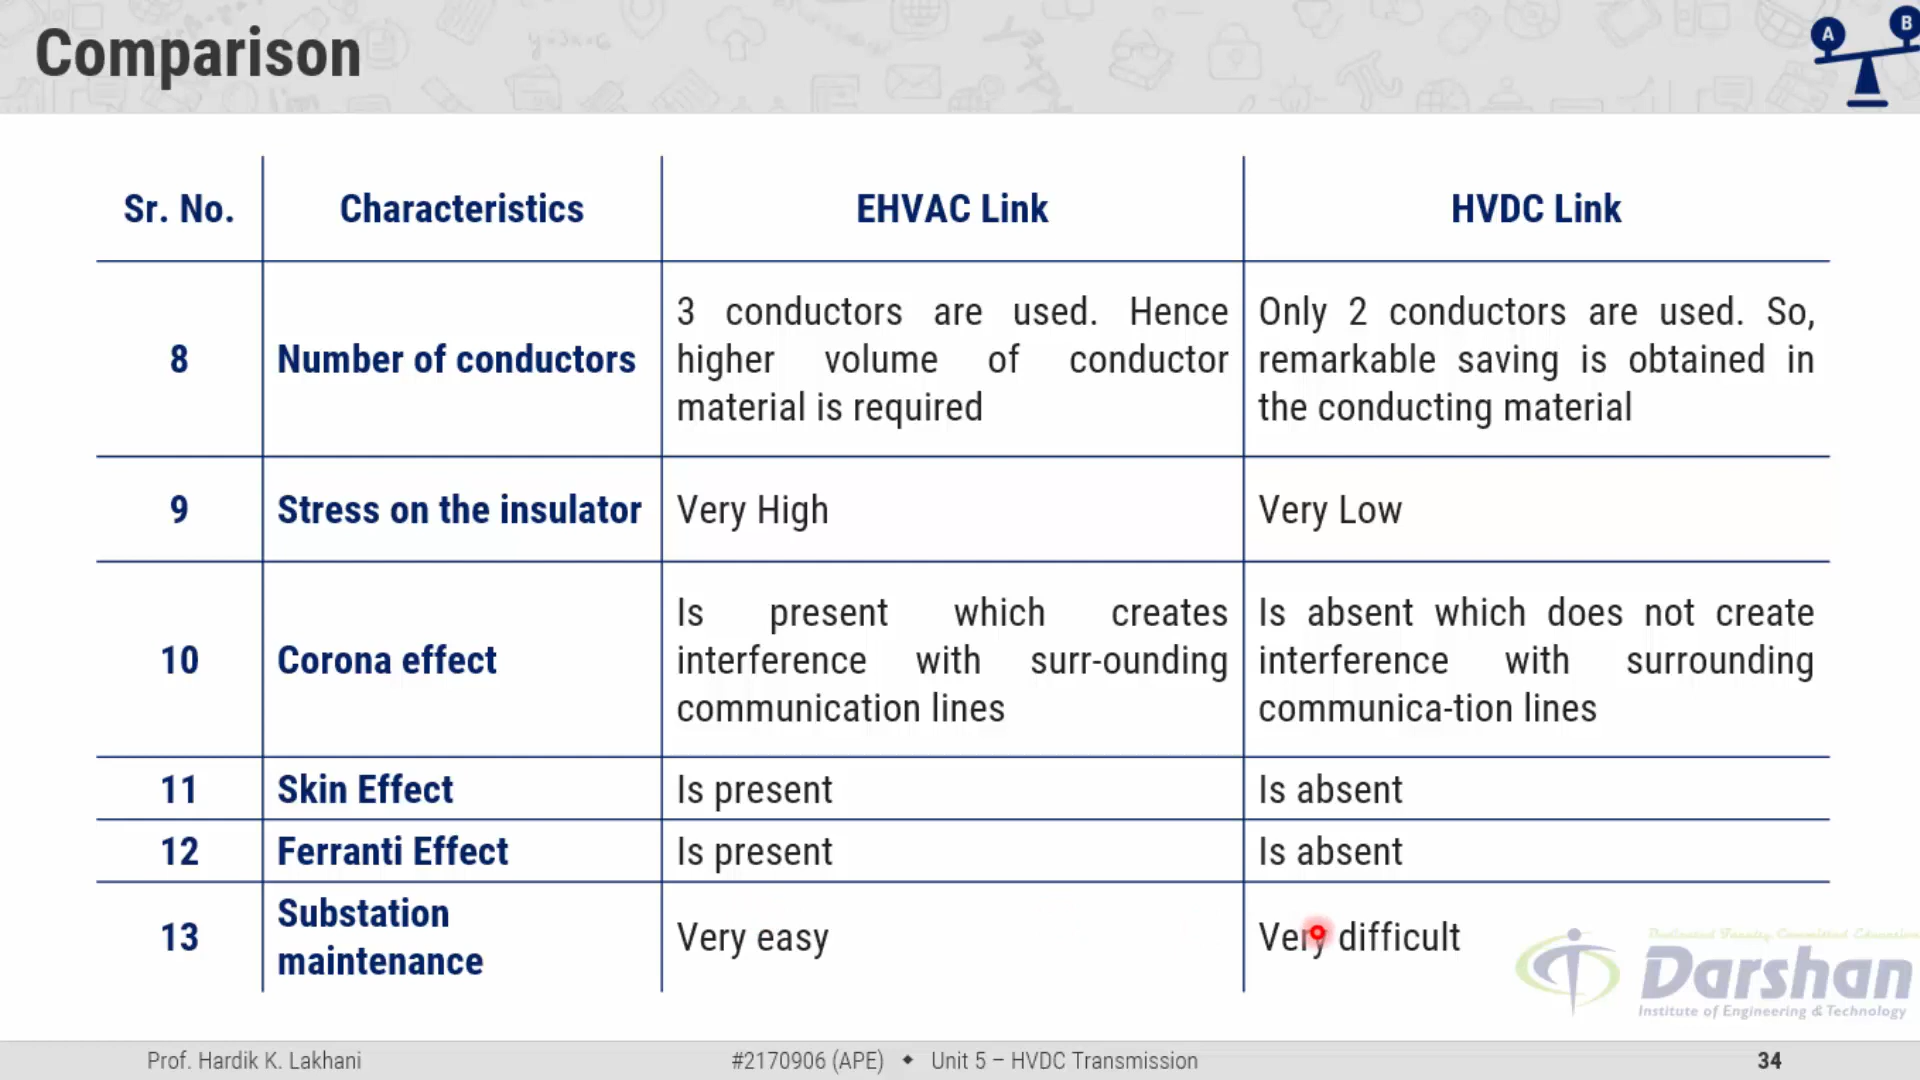 Comparison
A
B
Sr. No.
Characteristics
EHVAC Link
HVDC Link
8
Number of conductors
3 conductors are used. Hence
higher volume of conductor
material is required
Only 2 conductors are used. So,
remarkable saving is obtained in
the conducting material
9
Stress on the insulator
Very High
Very Low
10
Corona effect
Is present which creates
interference with surr-ounding
communication lines
Is absent which does not create
interference with surrounding
communica-tion lines
11
Skin Effect
Is present
Is absent
12
Ferranti Effect
Is present
Is absent
13
Substation
maintenance
Very easy
Very difficult
Dedicated Faculty Committed Education
Darshan
Institute of Engineering & Technology
Prof. Hardik K. Lakhani
#2170906 (APE) ⬥ Unit 5 – HVDC Transmission
34